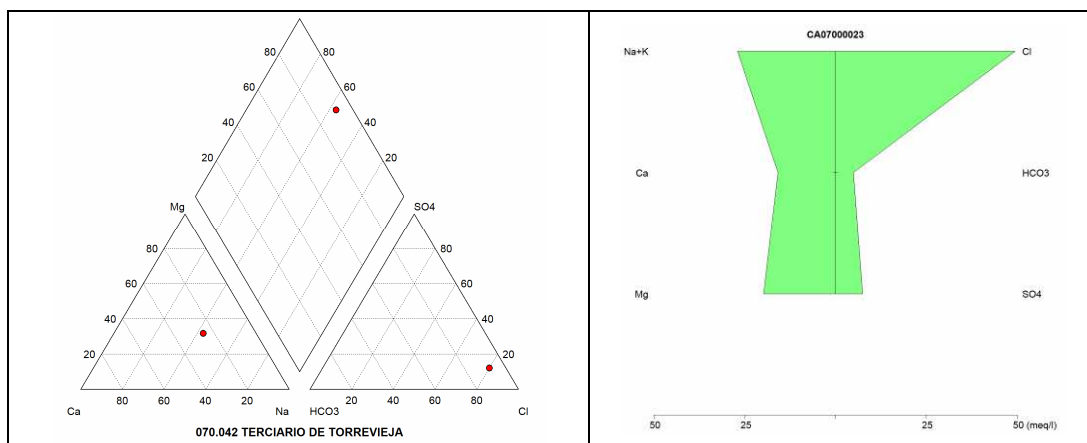 80 80
60 60
40 40
20 20
Mg SO4
80 80
60 60
40 40
20 20
80 60 40 20 20 40 60 80
Ca Na HCO3 Cl
070.042 TERCIARIO DE TORREVIEJA
CA07000023
Na+K Cl
Ca HCO3
Mg SO4
50 25 25 50 (meq/l)